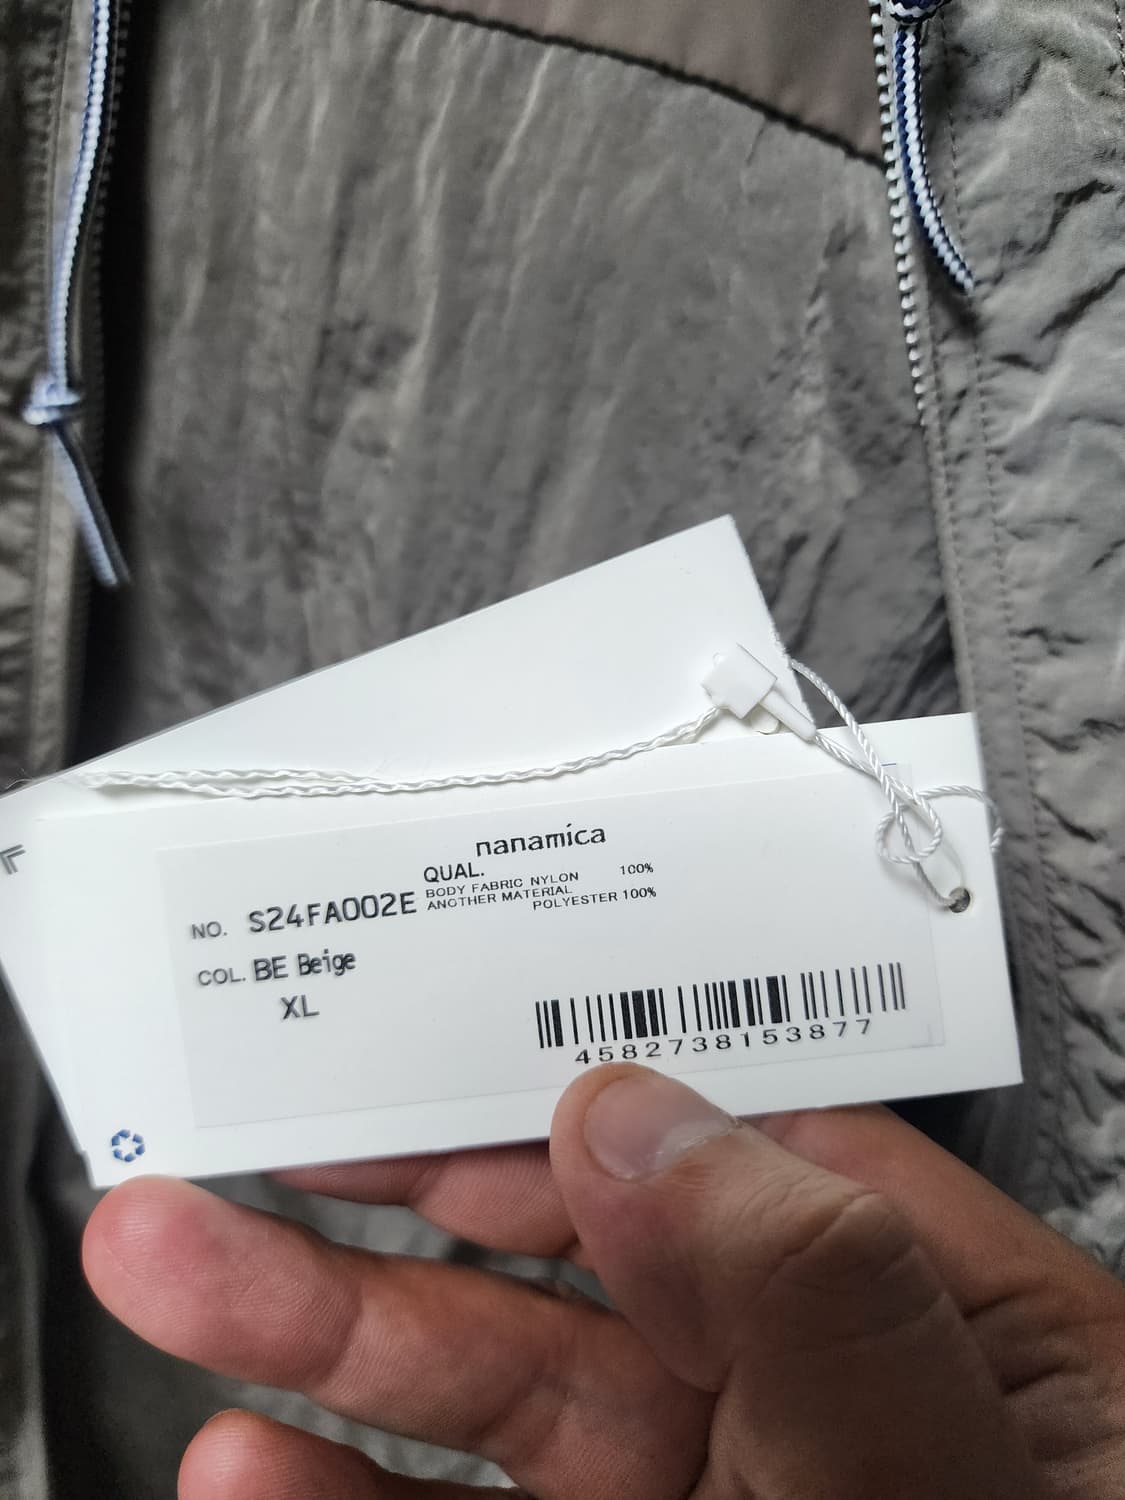 nanamica
QUAL.
BODY FABRIC NYLON 100%
ANOTHER MATERIAL
POLYESTER 100%
NO. S24FA002E
COL. BE Beige
XL
4582738153877